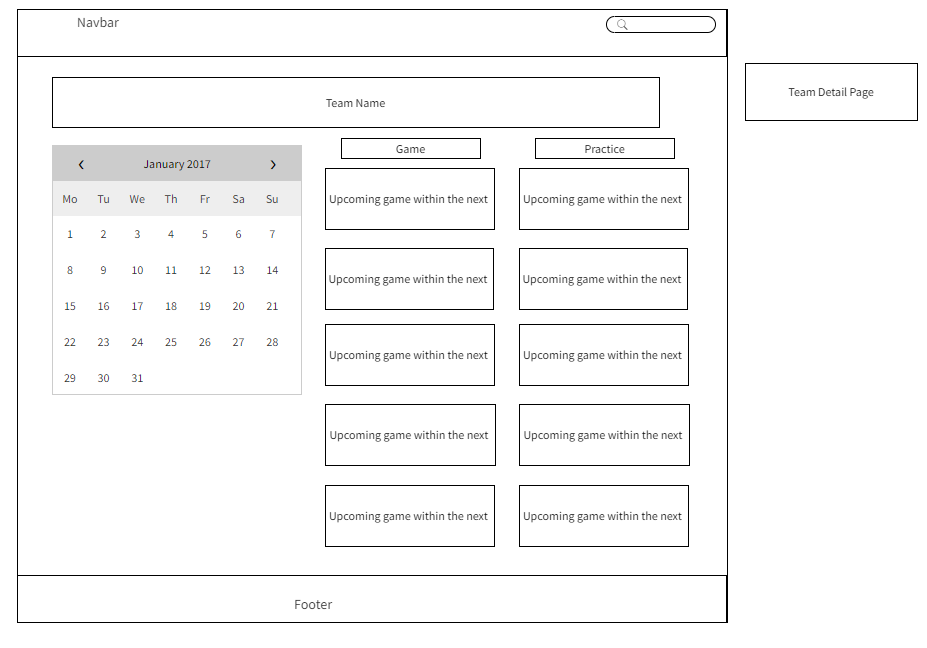 Navbar
Team Detail Page
Team Name
January 2017
Mo Tu We Th Fr Sa Su
1 2 3 4 5 6 7
8 9 10 11 12 13 14
15 16 17 18 19 20 21
22 23 24 25 26 27 28
29 30 31
Game
Upcoming game within the next
Upcoming game within the next
Upcoming game within the next
Upcoming game within the next
Upcoming game within the next
Practice
Upcoming game within the next
Upcoming game within the next
Upcoming game within the next
Upcoming game within the next
Upcoming game within the next
Footer